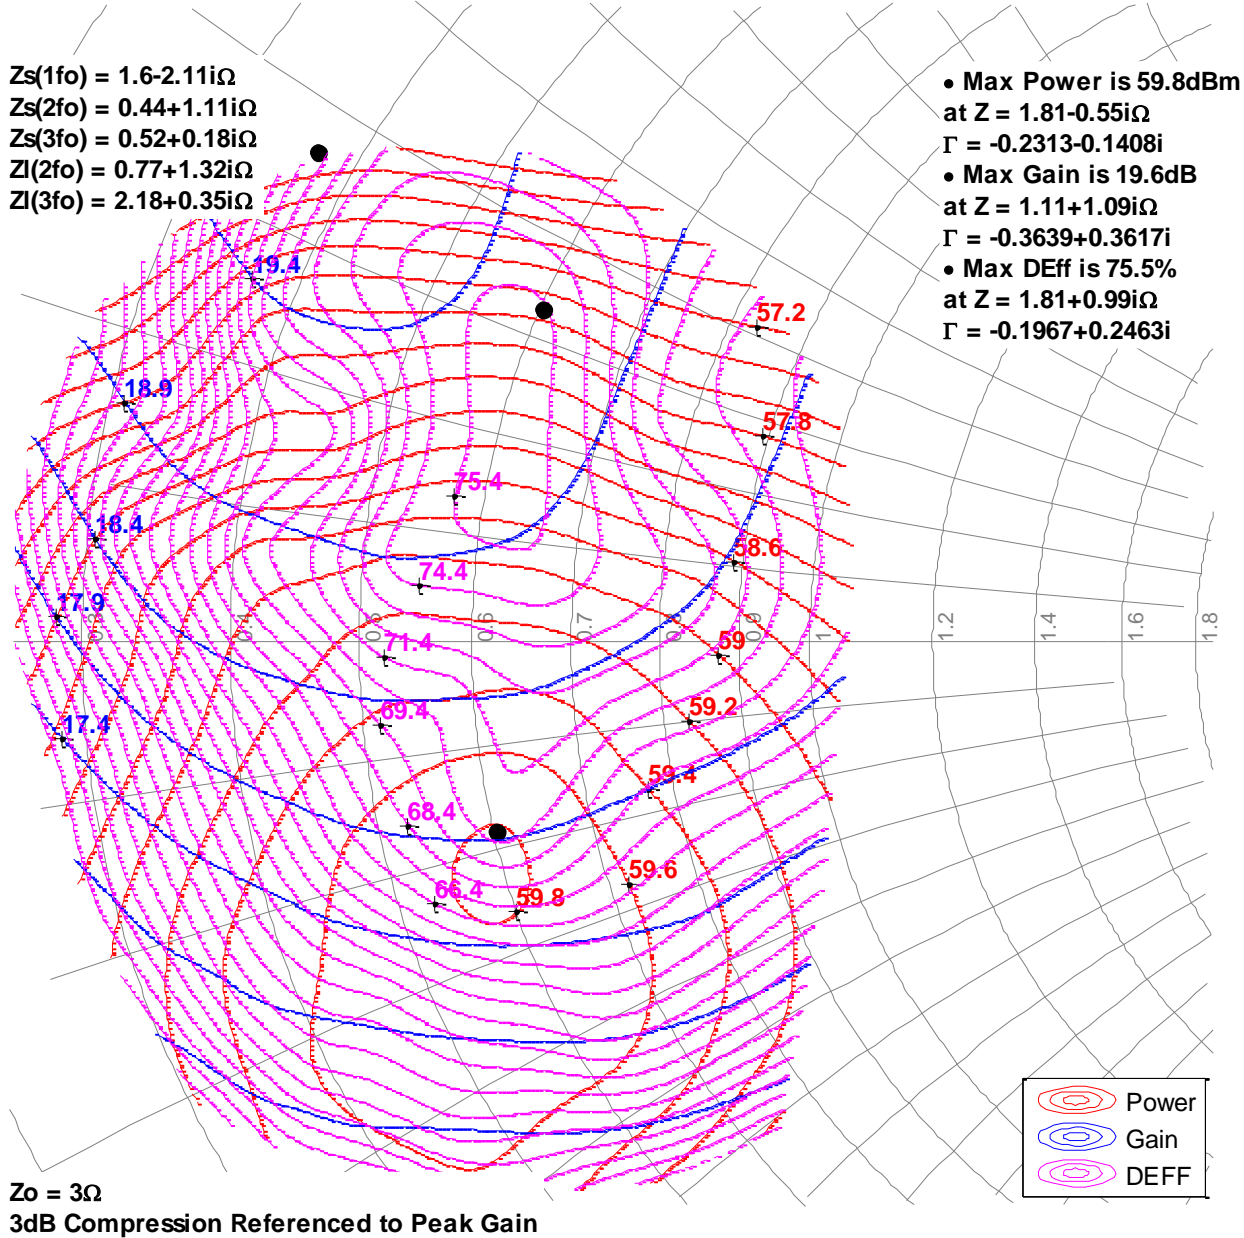 Zs(1fo) = 1.6-2.11iΩ
Zs(2fo) = 0.44+1.11iΩ
Zs(3fo) = 0.52+0.18iΩ
Zl(2fo) = 0.77+1.32iΩ
Zl(3fo) = 2.18+0.35iΩ
• Max Power is 59.8dBm
at Z = 1.81-0.55iΩ
Γ = -0.2313-0.1408i
• Max Gain is 19.6dB
at Z = 1.11+1.09iΩ
Γ = -0.3639+0.3617i
• Max DEff is 75.5%
at Z = 1.81+0.99iΩ
Γ = -0.1967+0.2463i
19.4
57.2
18.9
57.8
75.4
18.4
58.6
74.4
17.9
0.6
0.7
0.9
1
1.2
1.4
1.6
1.8
71.4
59
69.4
59.2
17.4
59.4
68.4
59.6
66.4
59.8
Power
Gain
DEFF
Zo = 3Ω
3dB Compression Referenced to Peak Gain